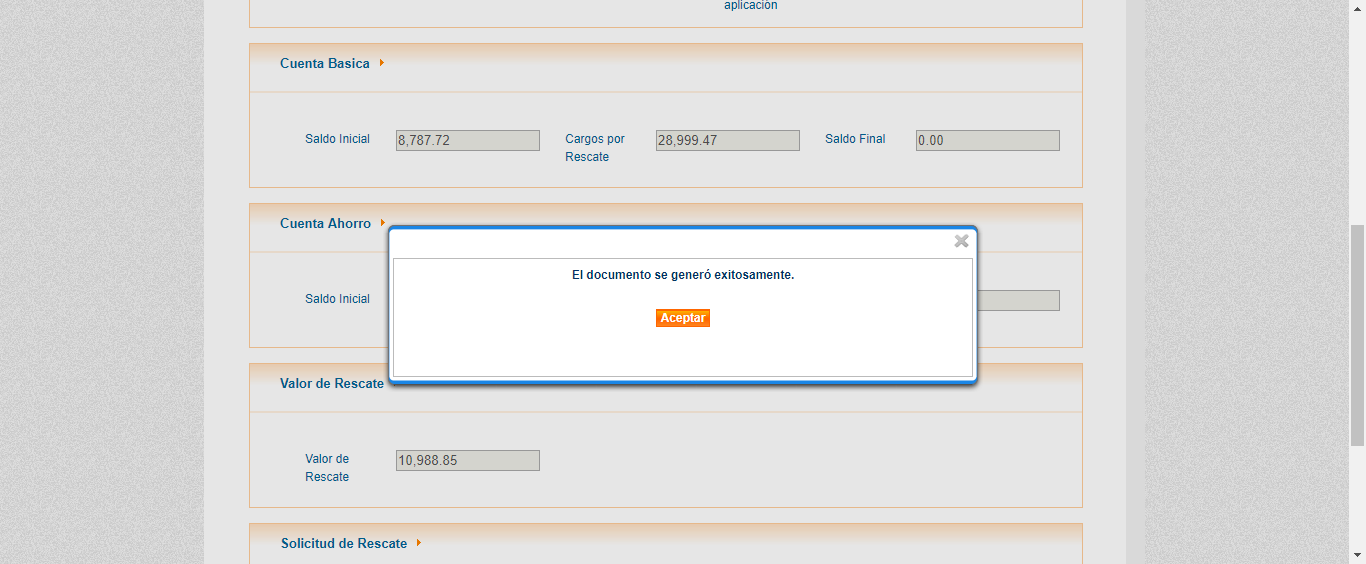 aplicación
Cuenta Basica
Saldo Inicial
8,787.72
Cargos por
Rescate
28,999.47
Saldo Final
0.00
Cuenta Ahorro
El documento se generó exitosamente.
Saldo Inicial
Aceptar
Valor de Rescate
Valor de
Rescate
10,988.85
Solicitud de Rescate